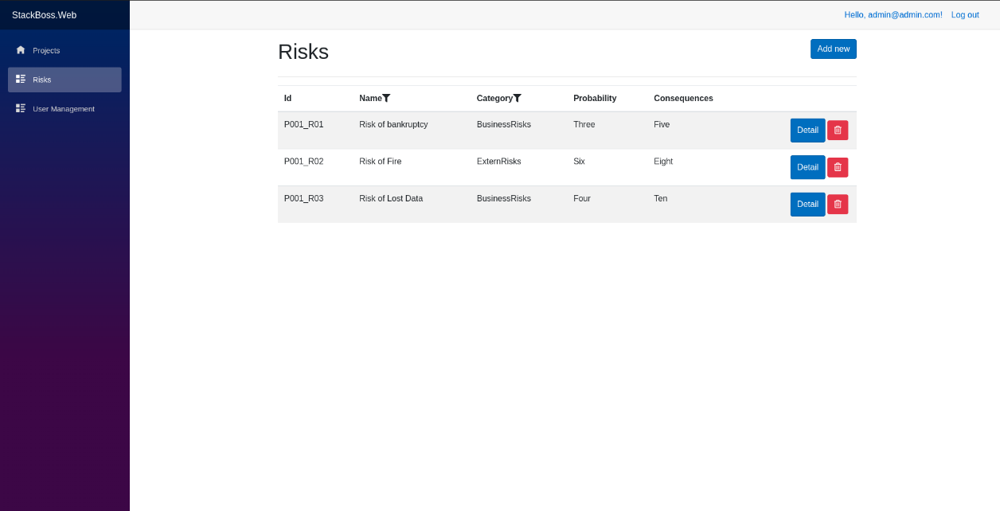 StackBoss.Web
Hello, admin@admin.com! Log out
Projects
Risks
User Management
Risks
Add new
Id Name Category Probability Consequences
P001_R01 Risk of bankruptcy BusinessRisks Three Five Detail
P001_R02 Risk of Fire ExternRisks Six Eight Detail
P001_R03 Risk of Lost Data BusinessRisks Four Ten Detail